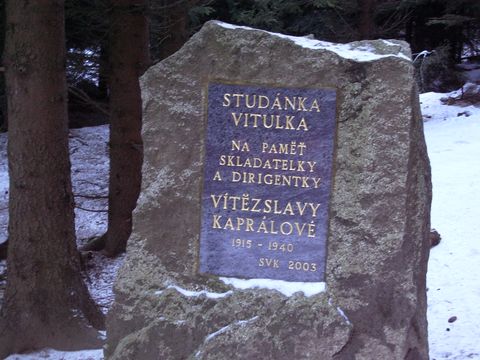 STUDÁNKA
VITULKA
NA PAMĚŤ
SKLADATELKY
A DIRIGENTKY
VÍTĚZSLAVY
KAPRÁLOVÉ
1915 - 1940
SVK 2003